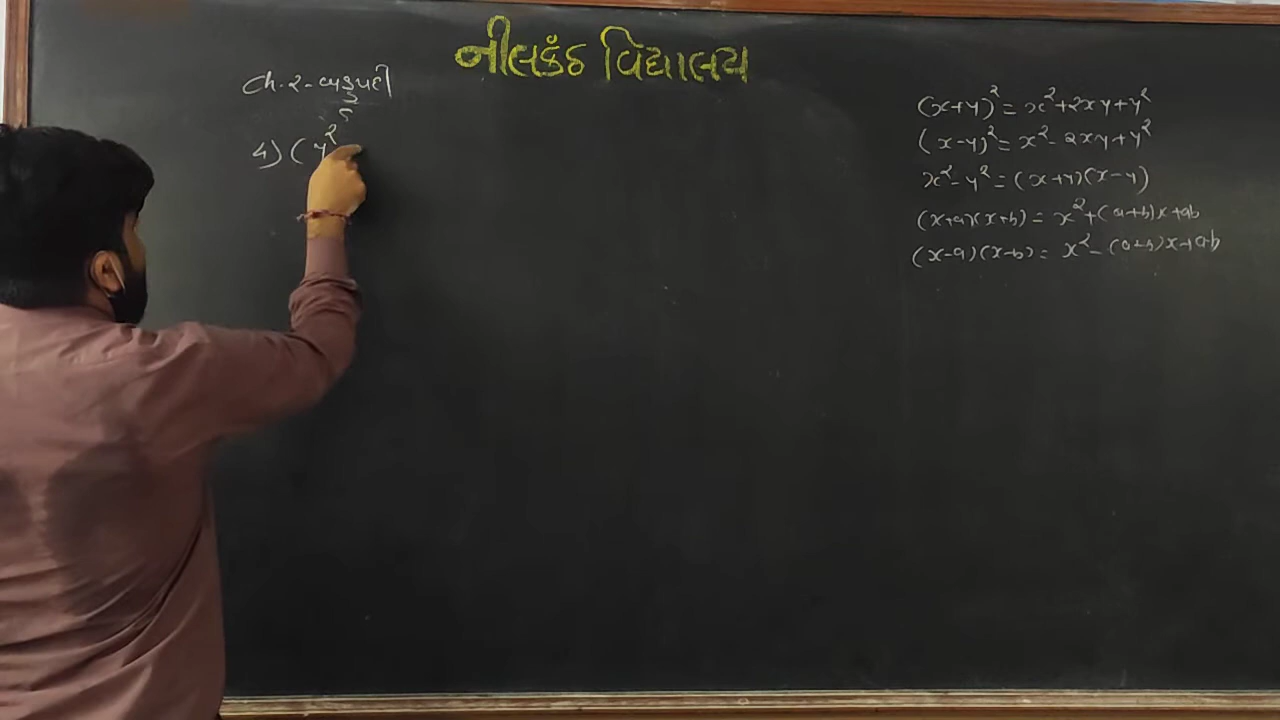 નીલકંઠ વિદ્યાલય
Ch. ૨ - બહુપદી
4) ( y²
(x+y)² = x²+2xy+y²
(x-y)² = x²-2xy+y²
x²-y² = (x+y)(x-y)
(x+a)(x+b) = x²+(a+b)x+ab
(x-a)(x-b) = x²-(a+b)x+ab